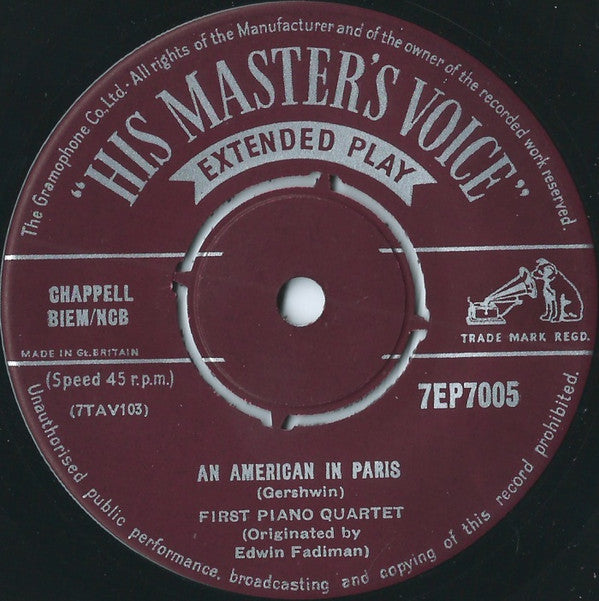 The Gramophone Co. Ltd. · All rights of the Manufacturer and of the owner of the recorded work reserved.
"HIS MASTER'S VOICE"
EXTENDED PLAY
CHAPPELL
BIEM/NCB
TRADE MARK REGD.
MADE IN GT. BRITAIN
(Speed 45 r.p.m.)
7EP7005
(7TAV103)
AN AMERICAN IN PARIS
(Gershwin)
FIRST PIANO QUARTET
(Originated by
Edwin Fadiman)
Unauthorised public performance, broadcasting and copying of this record prohibited.